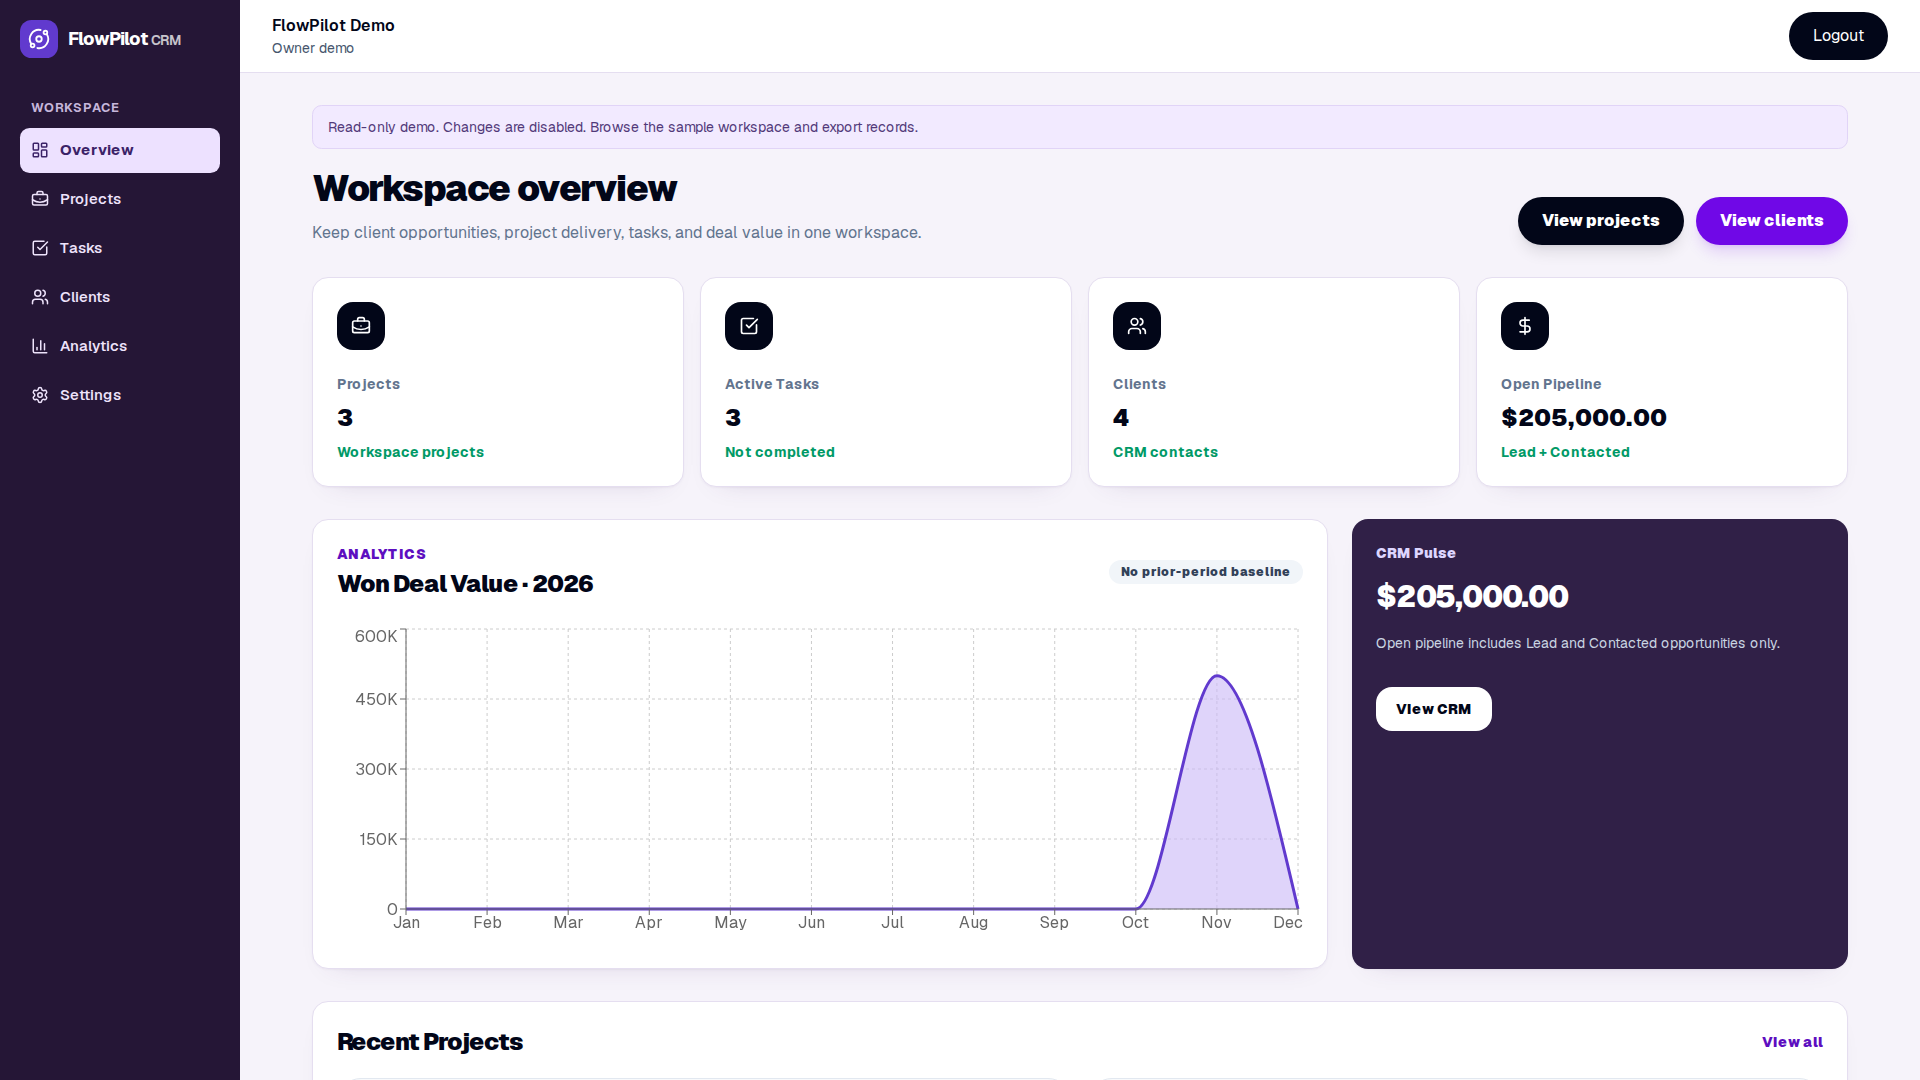 FlowPilot CRM
WORKSPACE
Overview
Projects
Tasks
Clients
Analytics
Settings
FlowPilot Demo
Owner demo
Logout
Read-only demo. Changes are disabled. Browse the sample workspace and export records.
Workspace overview
Keep client opportunities, project delivery, tasks, and deal value in one workspace.
View projects
View clients
Projects
3
Workspace projects
Active Tasks
3
Not completed
Clients
4
CRM contacts
Open Pipeline
$205,000.00
Lead + Contacted
ANALYTICS
Won Deal Value · 2026
No prior-period baseline
600K
450K
300K
150K
0
Jan Feb Mar Apr May Jun Jul Aug Sep Oct Nov Dec
CRM Pulse
$205,000.00
Open pipeline includes Lead and Contacted opportunities only.
View CRM
Recent Projects
View all